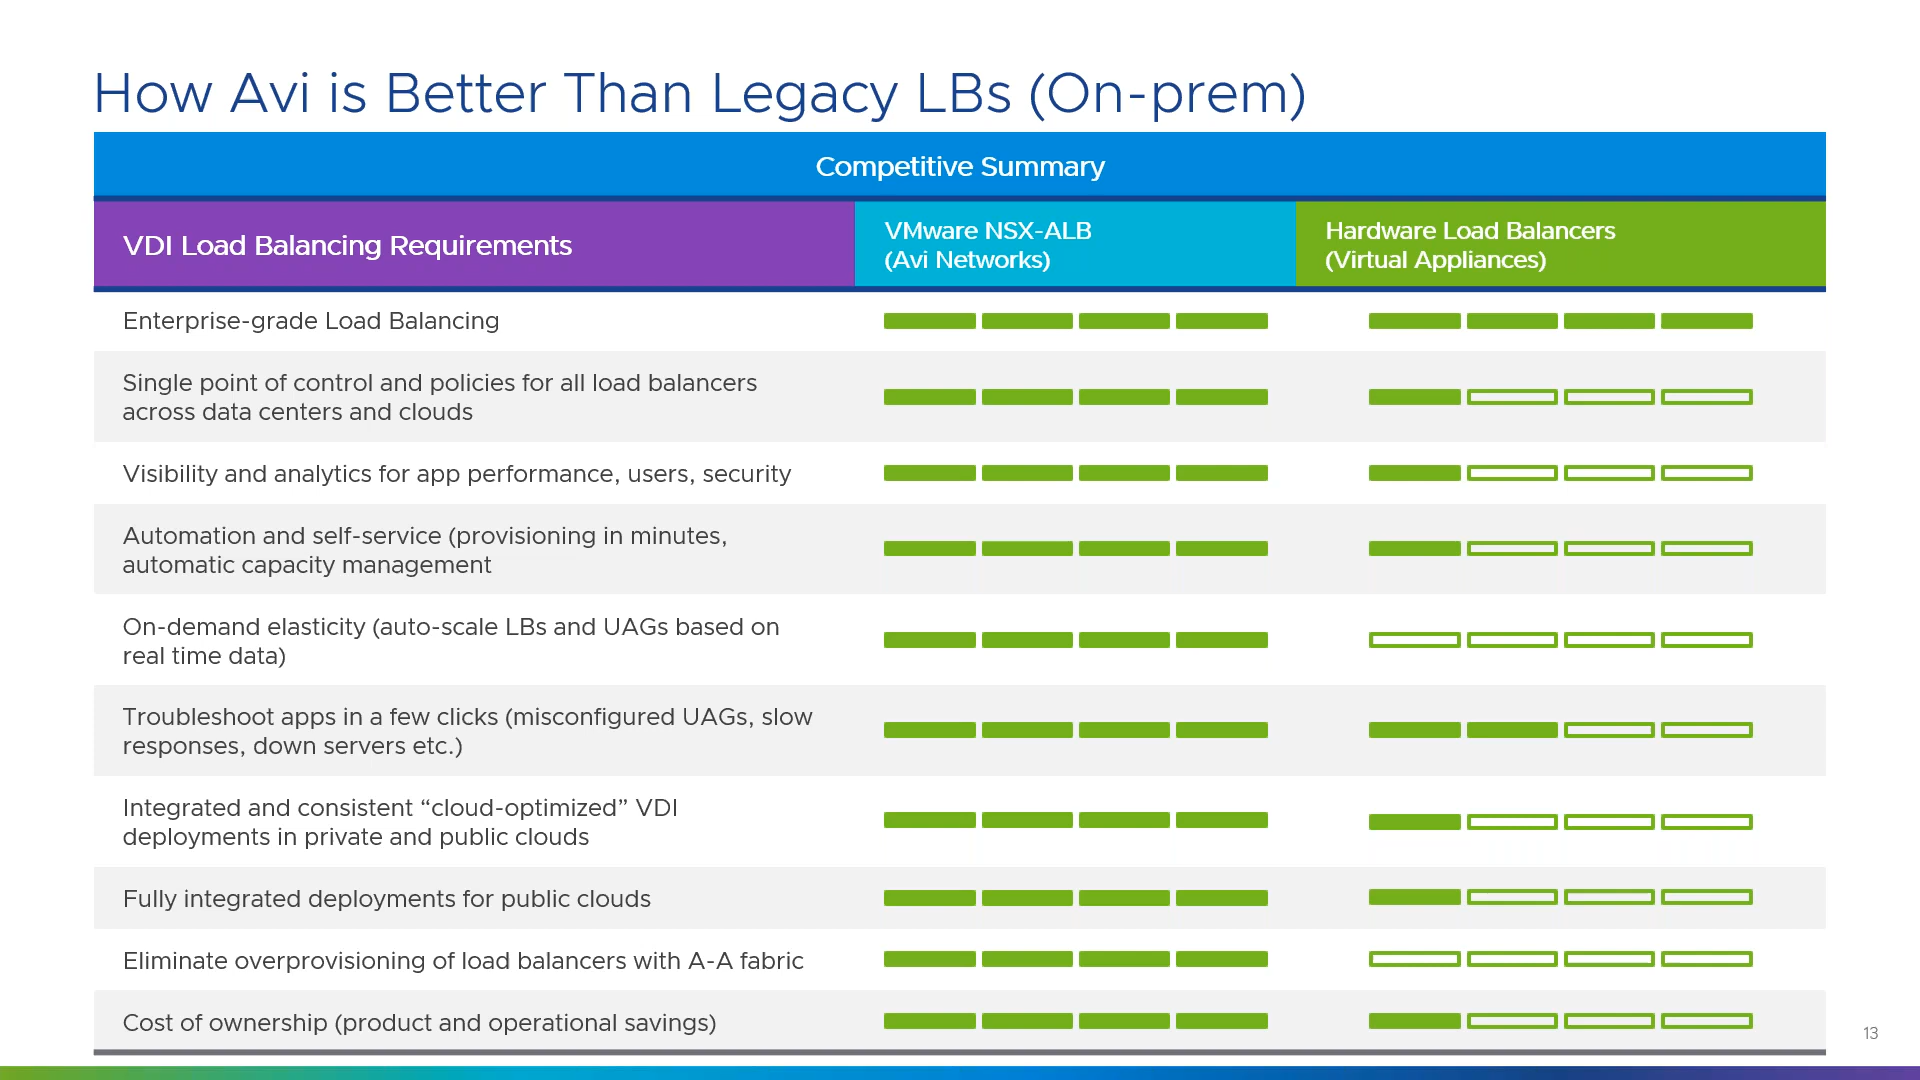 How Avi is Better Than Legacy LBs (On-prem)
Competitive Summary
VDI Load Balancing Requirements
VMware NSX-ALB
(Avi Networks)
Hardware Load Balancers
(Virtual Appliances)
Enterprise-grade Load Balancing
Single point of control and policies for all load balancers
across data centers and clouds
Visibility and analytics for app performance, users, security
Automation and self-service (provisioning in minutes,
automatic capacity management
On-demand elasticity (auto-scale LBs and UAGs based on
real time data)
Troubleshoot apps in a few clicks (misconfigured UAGs, slow
responses, down servers etc.)
Integrated and consistent “cloud-optimized” VDI
deployments in private and public clouds
Fully integrated deployments for public clouds
Eliminate overprovisioning of load balancers with A-A fabric
Cost of ownership (product and operational savings)
13